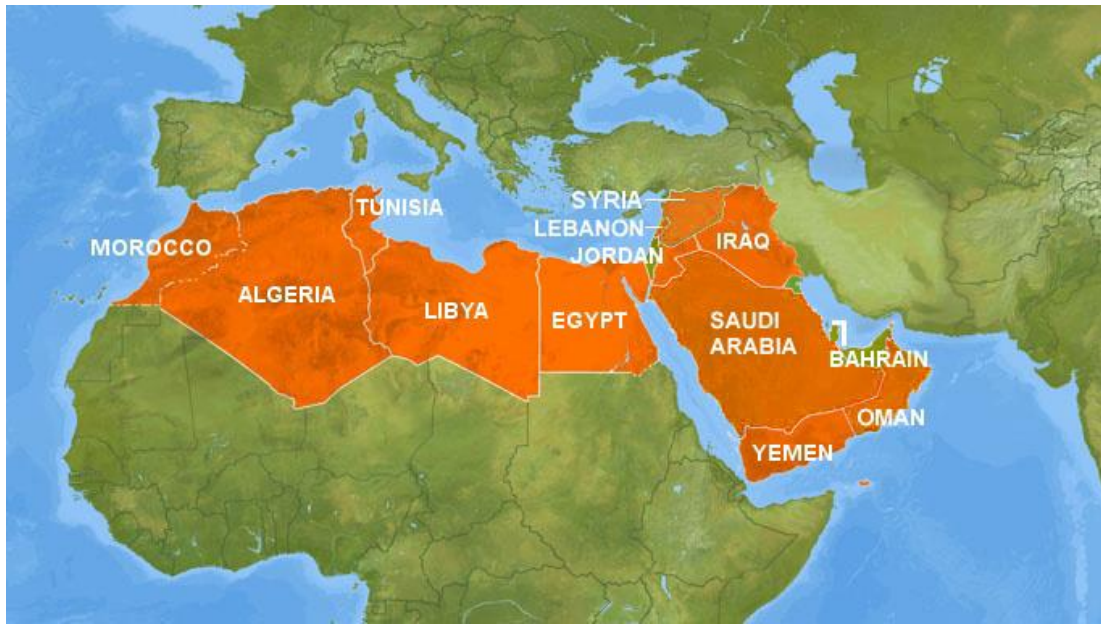 SYRIA
TUNISIA
LEBANON
MOROCCO
JORDAN
IRAQ
ALGERIA
LIBYA
EGYPT
SAUDI
ARABIA
BAHRAIN
OMAN
YEMEN